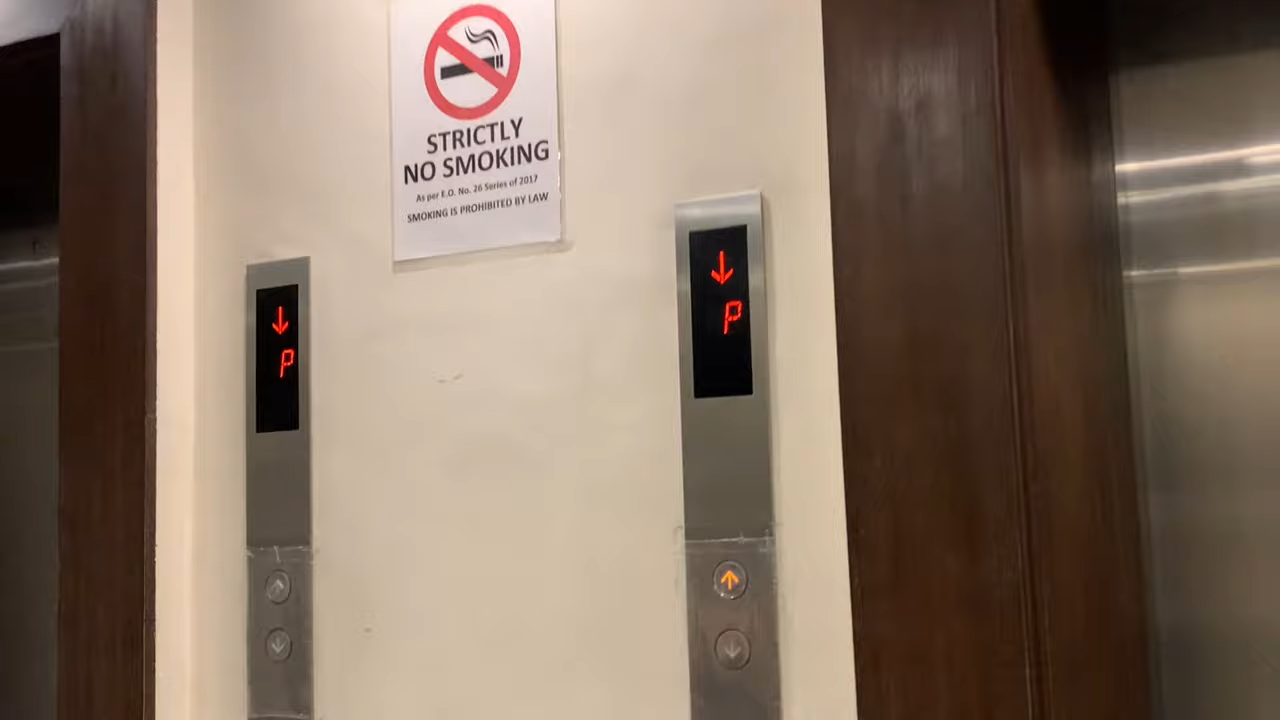 STRICTLY
NO SMOKING
As per E.O. No. 26 Series of 2017
SMOKING IS PROHIBITED BY LAW
P
P